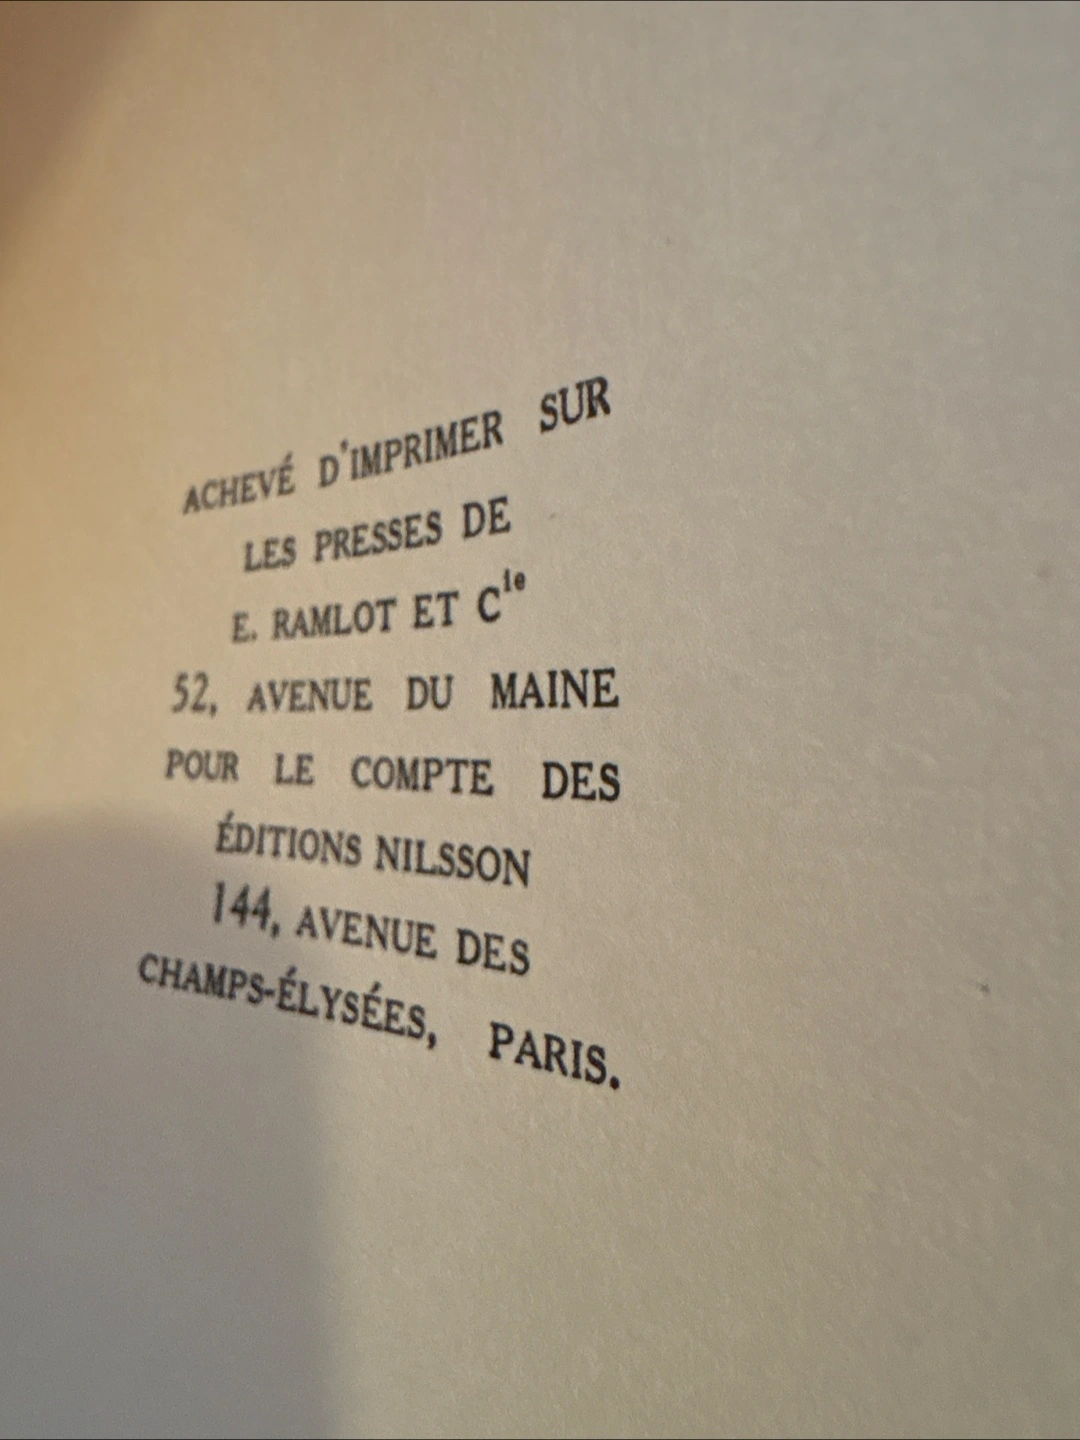 ACHEVÉ D'IMPRIMER SUR
LES PRESSES DE
E. RAMLOT ET Cie
52, AVENUE DU MAINE
POUR LE COMPTE DES
ÉDITIONS NILSSON
144, AVENUE DES
CHAMPS-ÉLYSÉES, PARIS.